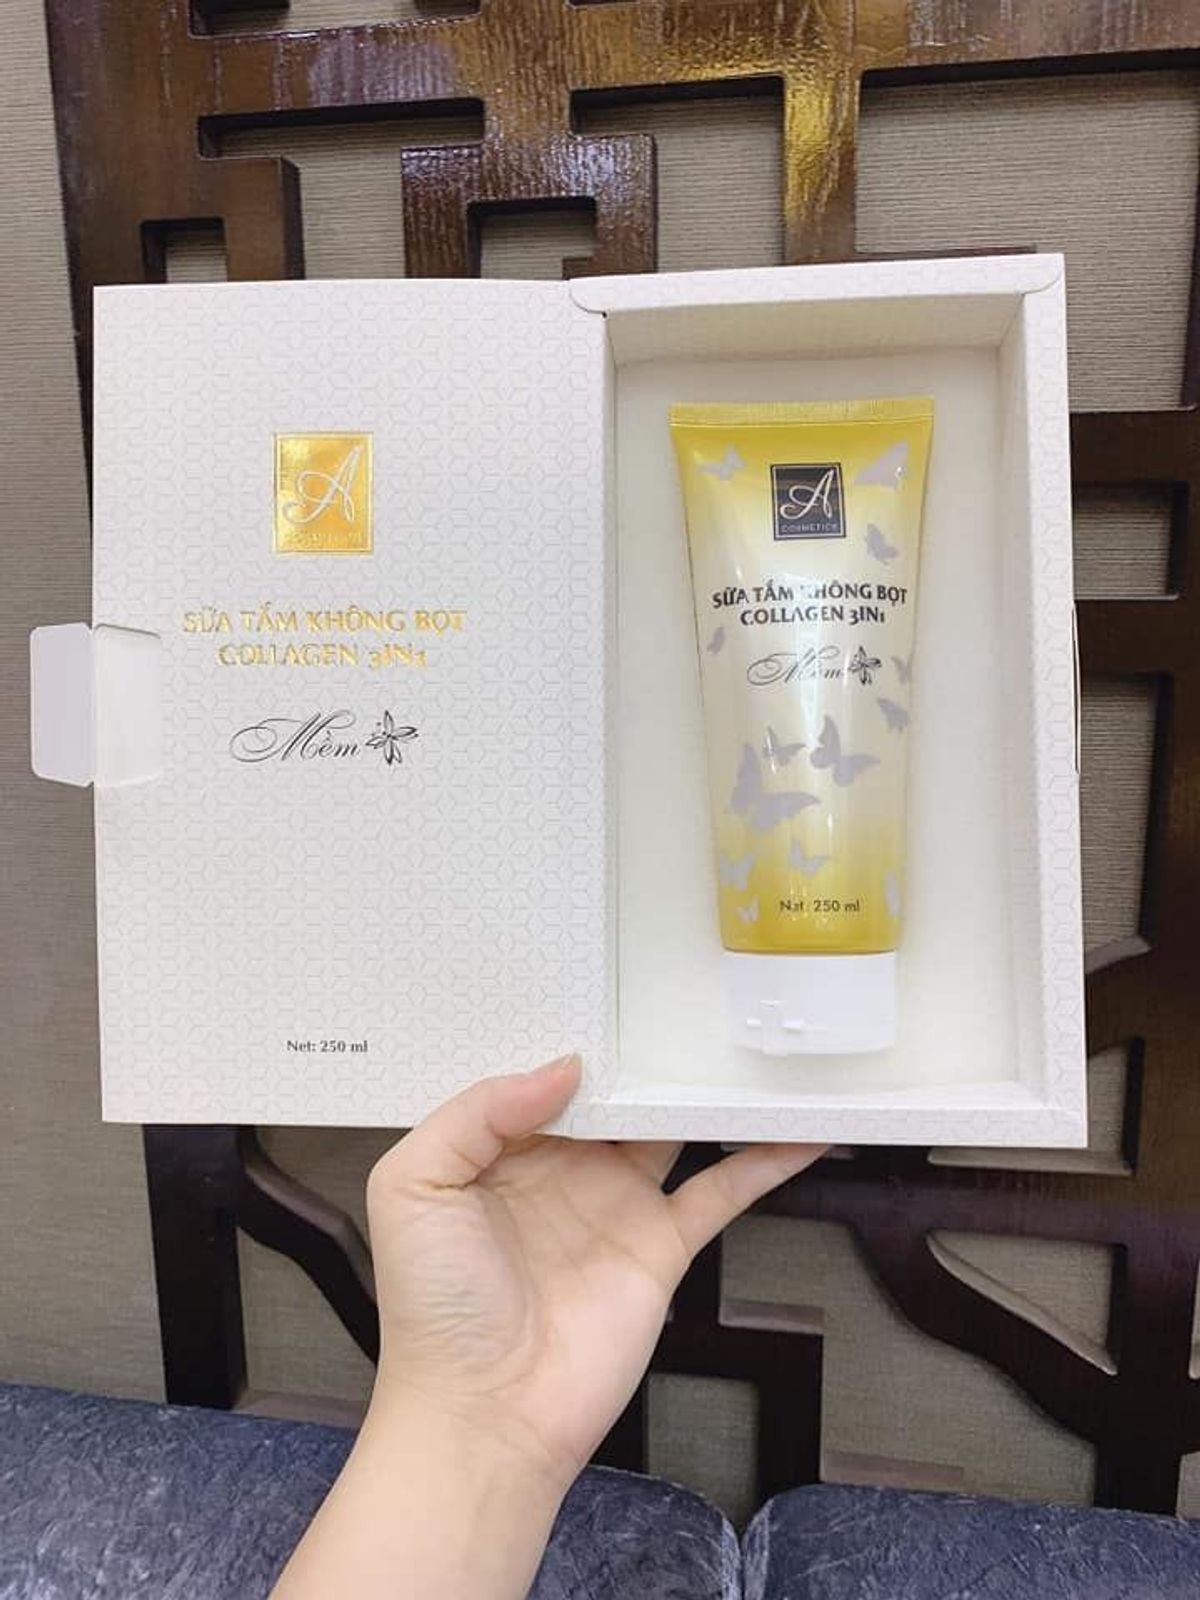 A
SỮA TẮM KHÔNG BỌT
COLLAGEN 3IN1
Mềm
Net: 250 ml
A
COSMETICS
SỮA TẮM KHÔNG BỌT
COLLAGEN 3IN1
Mềm
Net: 250 ml